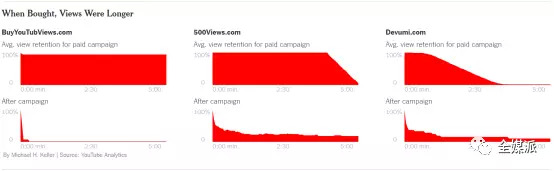 When Bought, Views Were Longer
BuyYouTubViews.com
Avg. view retention for paid campaign
100%
0
0:00 min
2:30
5:00
After campaign
100%
0
0:00 min
2:30
5:00
500Views.com
Avg. view retention for paid campaign
100%
0
0:00 min
2:30
5:00
After campaign
100%
0
0:00 min
2:30
5:00
Devumi.com
Avg. view retention for paid campaign
100%
0
0:00 min
2:30
5:00
After campaign
100%
0
0:00 min
2:30
By Michael H. Keller | Source: YouTube Analytics
全媒派